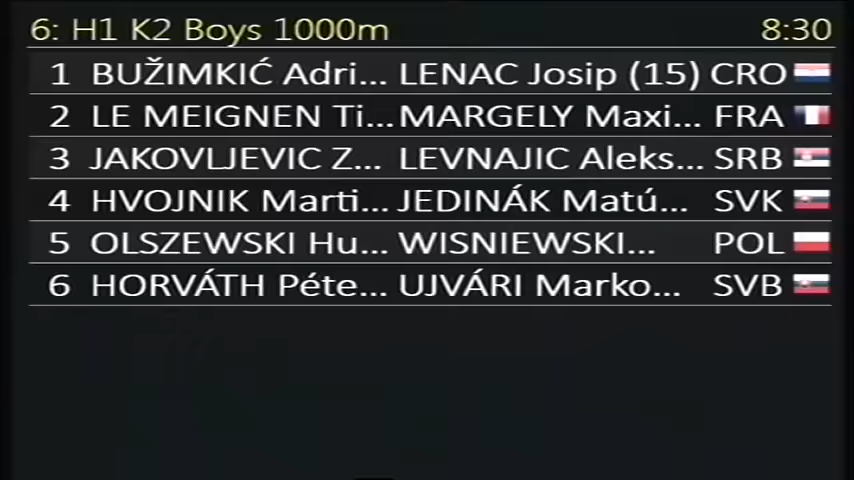 6: H1 K2 Boys 1000m 8:30
1 BUŽIMKIĆ Adri... LENAC Josip (15) CRO
2 LE MEIGNEN Ti... MARGELY Maxi... FRA
3 JAKOVLJEVIC Z... LEVNAJIC Aleks... SRB
4 HVOJNIK Marti... JEDINÁK Matú... SVK
5 OLSZEWSKI Hu... WISNIEWSKI... POL
6 HORVÁTH Péte... UJVÁRI Marko... SVB